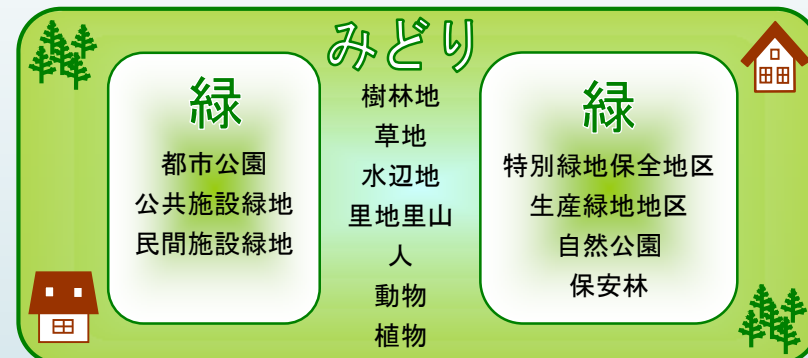 みどり
緑
都市公園
公共施設緑地
民間施設緑地
樹林地
草地
水辺地
里地里山
人
動物
植物
緑
特別緑地保全地区
生産緑地地区
自然公園
保安林